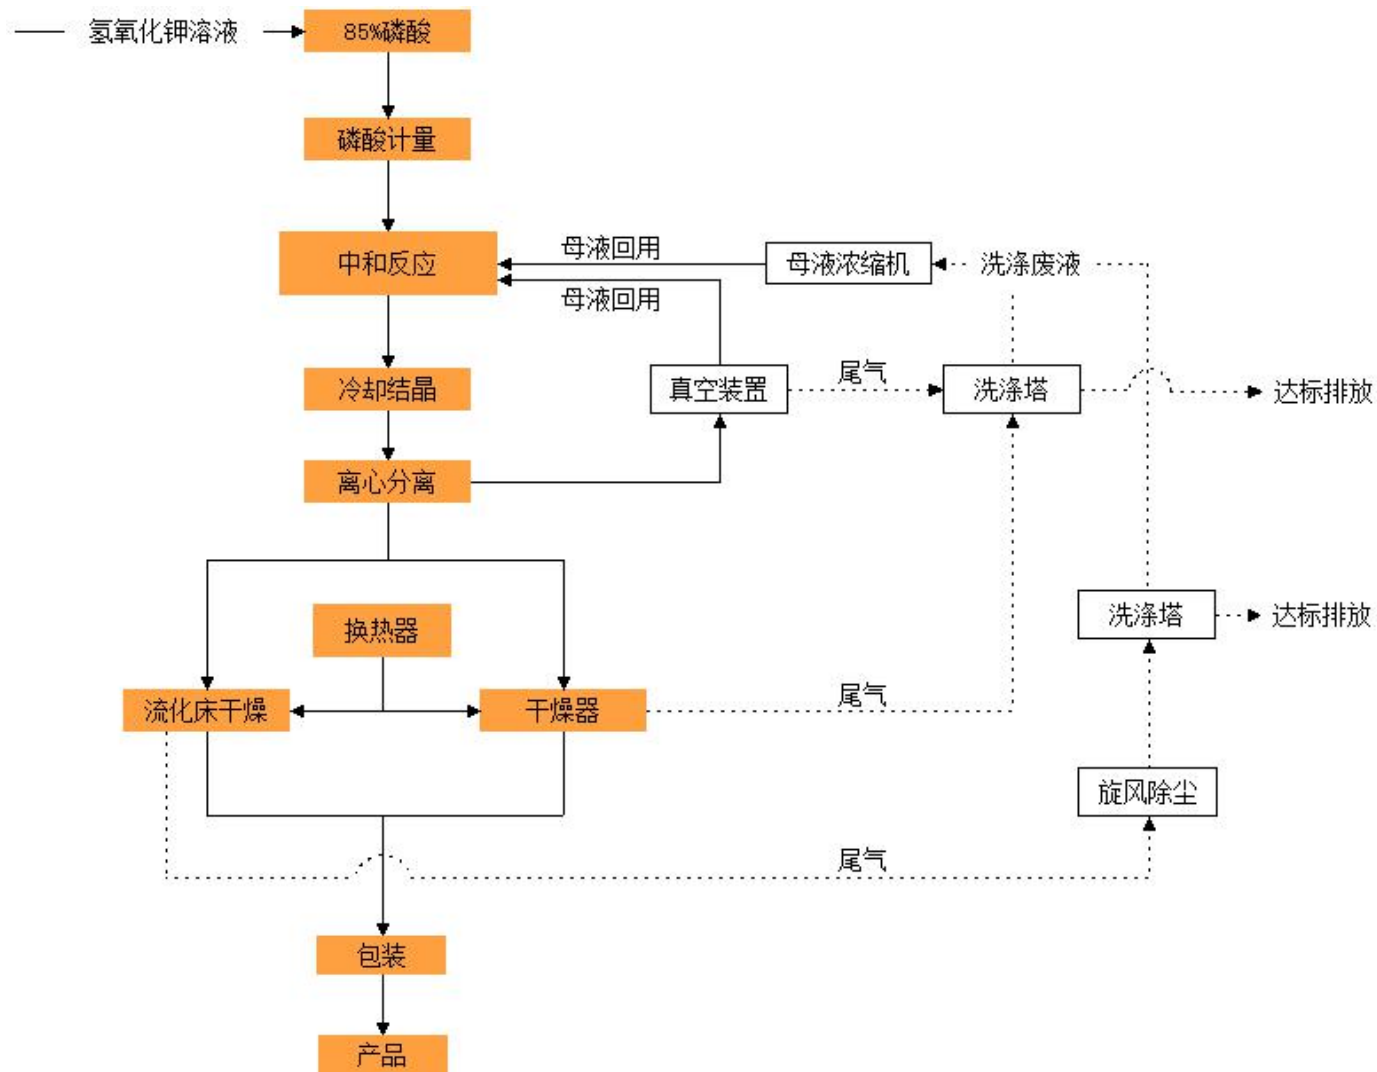 氢氧化钾溶液
85%磷酸
磷酸计量
母液回用
中和反应
母液浓缩机
洗涤废液
母液回用
冷却结晶
真空装置
尾气
洗涤塔
达标排放
离心分离
换热器
洗涤塔
达标排放
流化床干燥
干燥器
尾气
旋风除尘
尾气
包装
产品